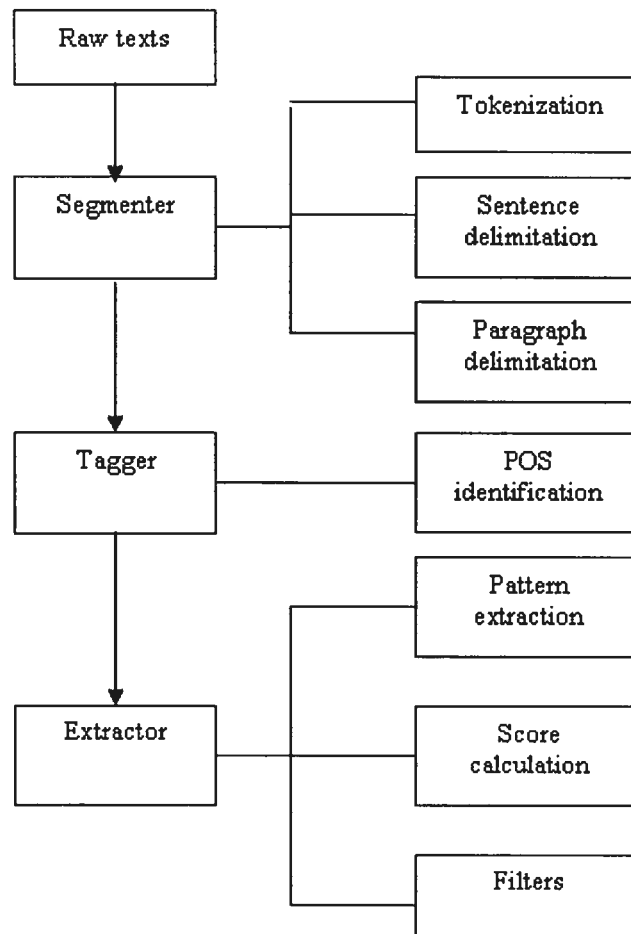 Raw texts
Tokenization
Segmenter
Sentence
delimitation
Paragraph
delimitation
Tagger
POS
identification
Pattern
extraction
Extractor
Score
calculation
Filters